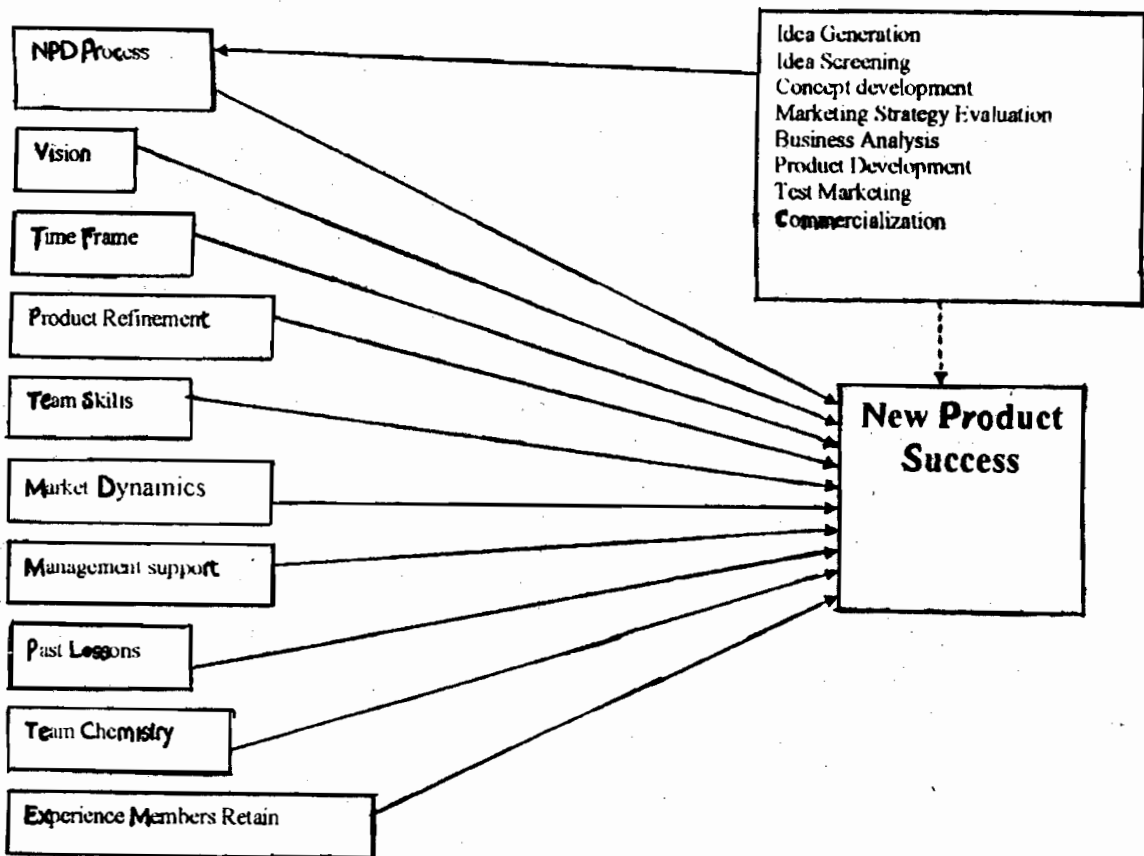 NPD Process
Vision
Time Frame
Product Refinement
Team Skills
Market Dynamics
Management support
Past Lessons
Team Chemistry
Experience Members Retain
Idea Generation
Idea Screening
Concept development
Marketing Strategy Evaluation
Business Analysis
Product Development
Test Marketing
Commercialization
New Product
Success